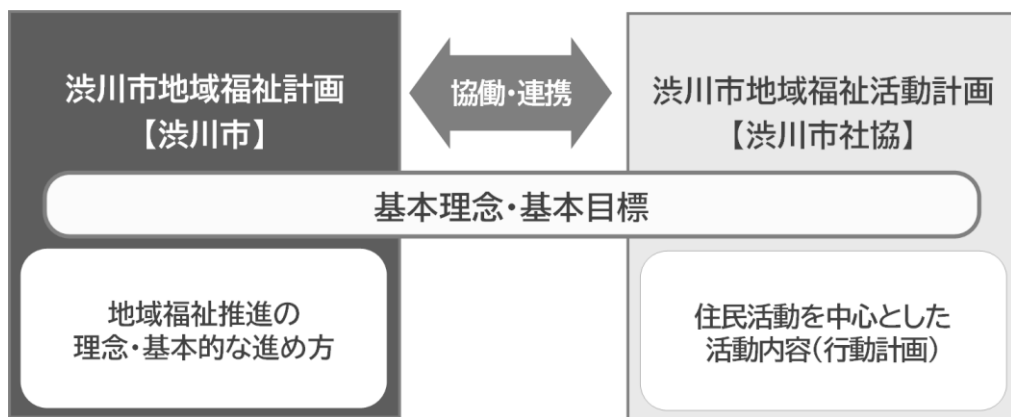 渋川市地域福祉計画
【渋川市】
協働・連携
渋川市地域福祉活動計画
【渋川市社協】
基本理念・基本目標
地域福祉推進の
理念・基本的な進め方
住民活動を中心とした
活動内容(行動計画)